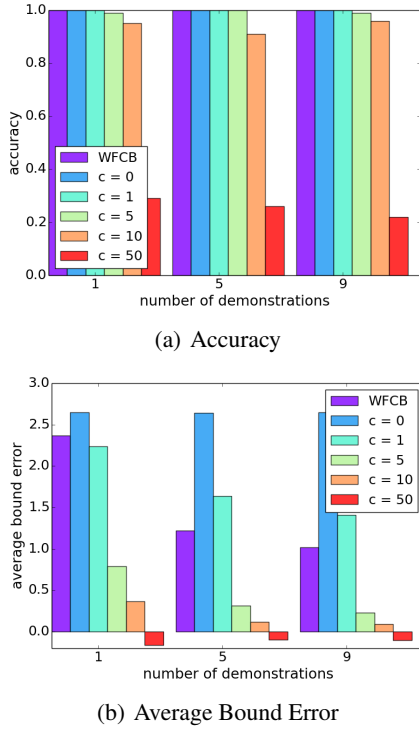 1.0
0.8
0.6
0.4
0.2
0.0
accuracy
WFCB
c = 0
c = 1
c = 5
c = 10
c = 50
1 5 9
number of demonstrations
(a) Accuracy
3.0
2.5
2.0
1.5
1.0
0.5
0.0
average bound error
WFCB
c = 0
c = 1
c = 5
c = 10
c = 50
1 5 9
number of demonstrations
(b) Average Bound Error